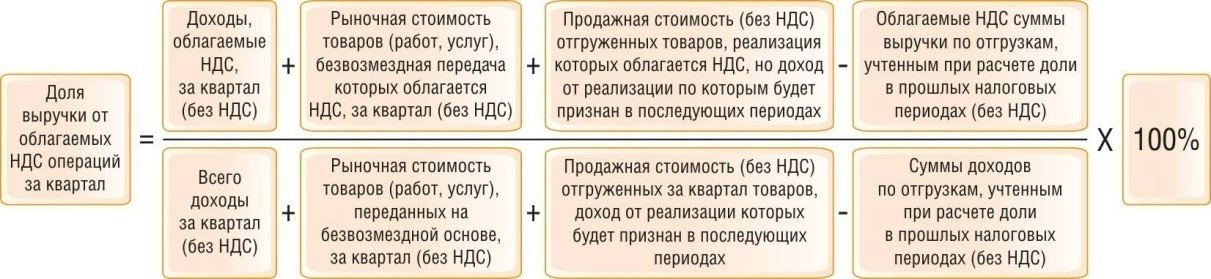 Доля
выручки от
облагаемых
НДС операций
за квартал
=
Доходы,
облагаемые
НДС,
за квартал
(без НДС)
+
Рыночная стоимость
товаров (работ, услуг),
безвозмездная передача
которых облагается
НДС, за квартал (без НДС)
+
Продажная стоимость (без НДС)
отгруженных товаров, реализация
которых облагается НДС, но доход
от реализации по которым будет
признан в последующих периодах
-
Облагаемые НДС суммы
выручки по отгрузкам,
учтенным при расчете доли
в прошлых налоговых
периодах (без НДС)
Всего
доходы
за квартал
(без НДС)
+
Рыночная стоимость
товаров (работ, услуг),
переданных на
безвозмездной основе,
за квартал (без НДС)
+
Продажная стоимость (без НДС)
отгруженных за квартал товаров,
доход от реализации которых
будет признан в последующих
периодах
-
Суммы доходов
по отгрузкам, учтенным
при расчете доли
в прошлых налоговых
периодах (без НДС)
X
100%